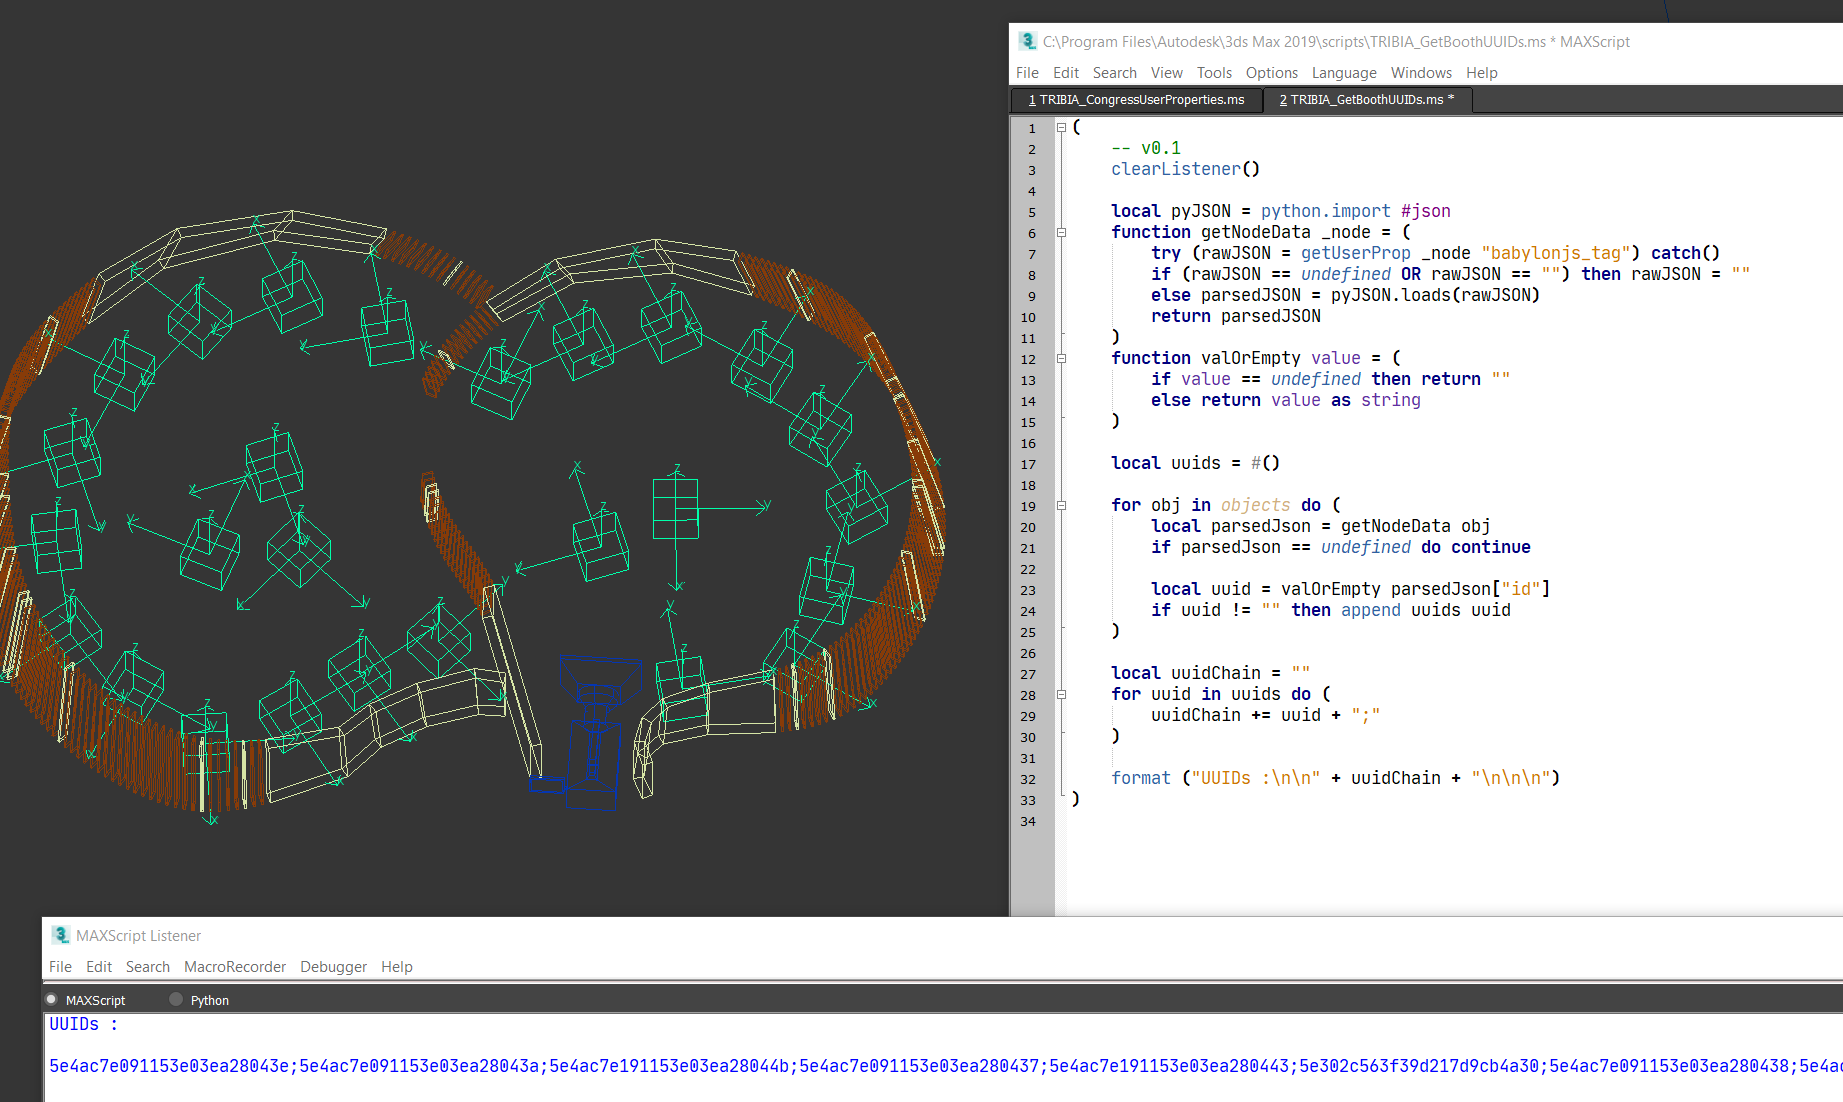 C:\Program Files\Autodesk\3ds Max 2019\scripts\TRIBIA_GetBoothUUIDs.ms * MAXScript
File Edit Search View Tools Options Language Windows Help
1 TRIBIA_CongressUserProperties.ms 2 TRIBIA_GetBoothUUIDs.ms *
1 (
2 -- v0.1
3 clearListener()
4
5 local pyJSON = python.import #json
6 function getNodeData _node = (
7 try (rawJSON = getUserProp _node "babylonjs_tag") catch()
8 if (rawJSON == undefined OR rawJSON == "") then rawJSON = ""
9 else parsedJSON = pyJSON.loads(rawJSON)
10 return parsedJSON
11 )
12 function valOrEmpty value = (
13 if value == undefined then return ""
14 else return value as string
15 )
16
17 local uuids = #()
18
19 for obj in objects do (
20 local parsedJson = getNodeData obj
21 if parsedJson == undefined do continue
22
23 local uuid = valOrEmpty parsedJson["id"]
24 if uuid != "" then append uuids uuid
25 )
26
27 local uuidChain = ""
28 for uuid in uuids do (
29 uuidChain += uuid + ";"
30 )
31
32 format ("UUIDs :\n\n" + uuidChain + "\n\n\n")
33 )
34
MAXScript Listener
File Edit Search MacroRecorder Debugger Help
MAXScript Python
UUIDs :
5e4ac7e091153e03ea28043e;5e4ac7e091153e03ea28043a;5e4ac7e191153e03ea28044b;5e4ac7e091153e03ea280437;5e4ac7e191153e03ea280443;5e302c563f39d217d9cb4a30;5e4ac7e091153e03ea280438;5e4ac